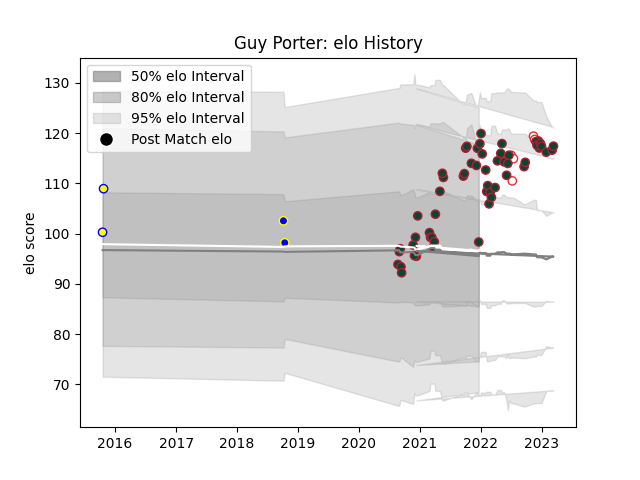 Guy Porter: elo History
50% elo Interval
80% elo Interval
95% elo Interval
Post Match elo
elo score
130
120
110
100
90
80
70
2016 2017 2018 2019 2020 2021 2022 2023